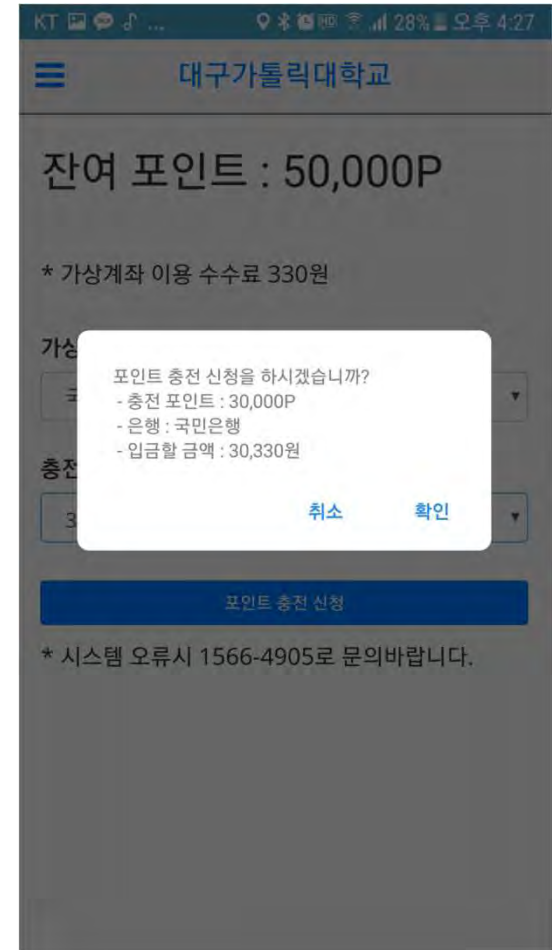 KT ... 28% 오후 4:27
대구가톨릭대학교
잔여 포인트 : 50,000P
* 가상계좌 이용 수수료 330원
가상
포인트 충전 신청을 하시겠습니까?
- 충전 포인트 : 30,000P
- 은행 : 국민은행
- 입금할 금액 : 30,330원
충전
3
취소 확인
포인트 충전 신청
* 시스템 오류시 1566-4905로 문의바랍니다.